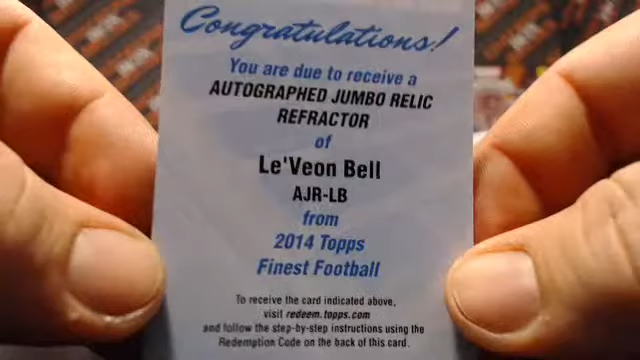 Congratulations!
You are due to receive a
AUTOGRAPHED JUMBO RELIC
REFRACTOR
of
Le'Veon Bell
AJR-LB
from
2014 Topps
Finest Football
To receive the card indicated above,
visit redeem.topps.com
and follow the step-by-step instructions using the
Redemption Code on the back of this card.